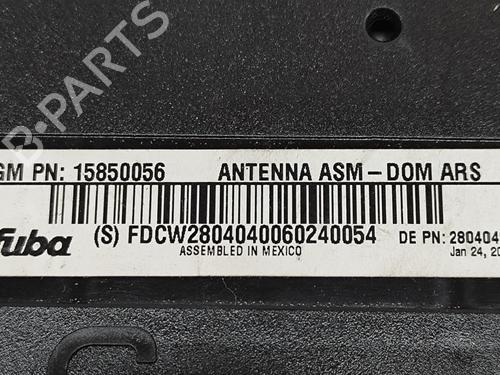 B-PARTS
GM PN: 15850056 ANTENNA ASM-DOM ARS
fuba (S) FDCW2804040060240054 DE PN: 280404
ASSEMBLED IN MEXICO Jan 24, 20